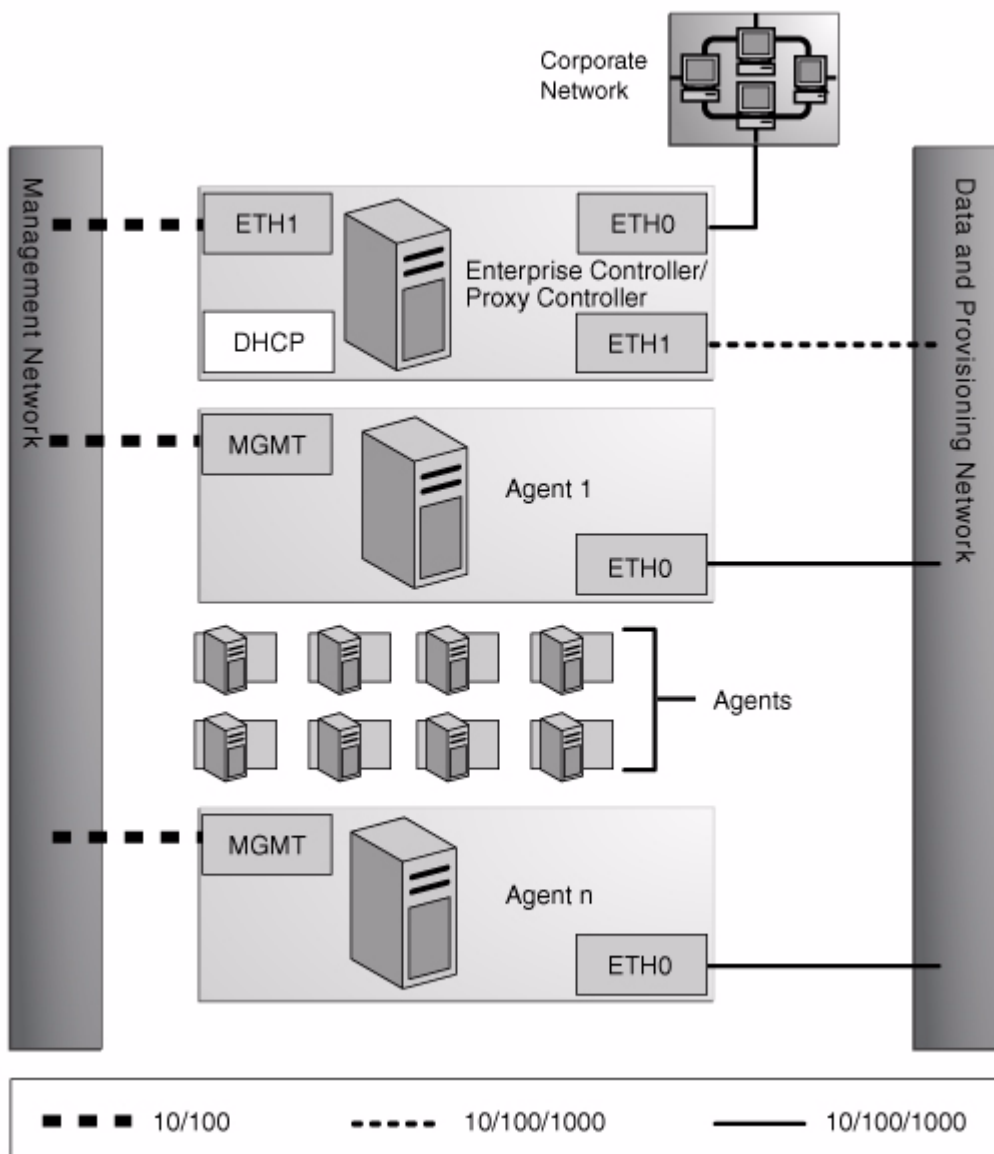 Corporate
Network
Management Network
Data and Provisioning Network
ETH1
ETH0
Enterprise Controller/
Proxy Controller
DHCP
ETH1
MGMT
Agent 1
ETH0
Agents
MGMT
Agent n
ETH0
10/100
10/100/1000
10/100/1000